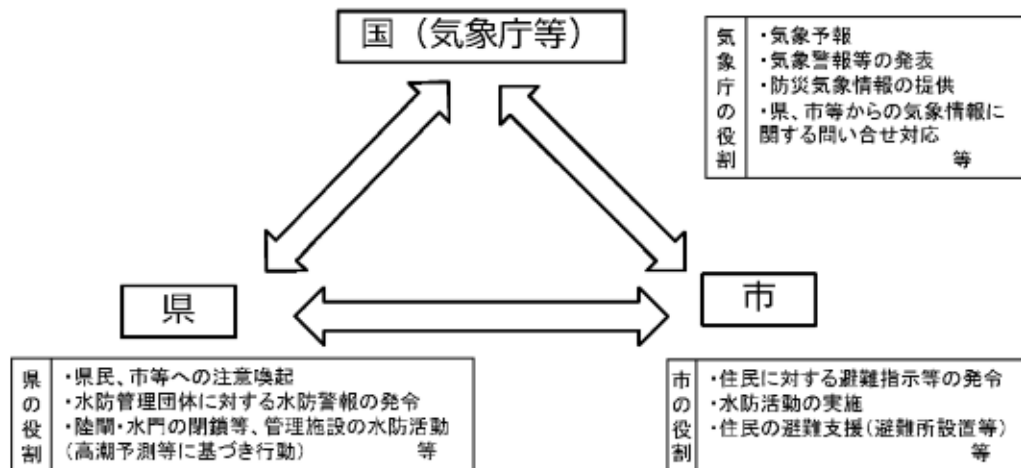 国（気象庁等）
気象庁の役割
・気象予報
・気象警報等の発表
・防災気象情報の提供
・県、市等からの気象情報に
関する問い合せ対応
等
県
市
県の役割
・県民、市等への注意喚起
・水防管理団体に対する水防警報の発令
・陸閘・水門の閉鎖等、管理施設の水防活動
(高潮予測等に基づき行動)
等
市の役割
・住民に対する避難指示等の発令
・水防活動の実施
・住民の避難支援(避難所設置等)
等